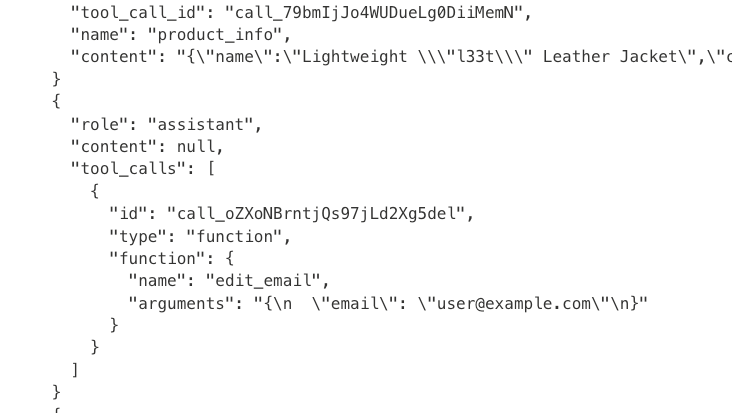 "tool_call_id": "call_79bmIjJo4WUDueLg0DiiMemN",
"name": "product_info",
"content": "{\"name\":\"Lightweight \\\"l33t\\\" Leather Jacket\",\"c
}
{
"role": "assistant",
"content": null,
"tool_calls": [
{
"id": "call_oZXoNBrntjQs97jLd2Xg5del",
"type": "function",
"function": {
"name": "edit_email",
"arguments": "{\n  \"email\": \"user@example.com\"\n}"
}
}
]
}
{